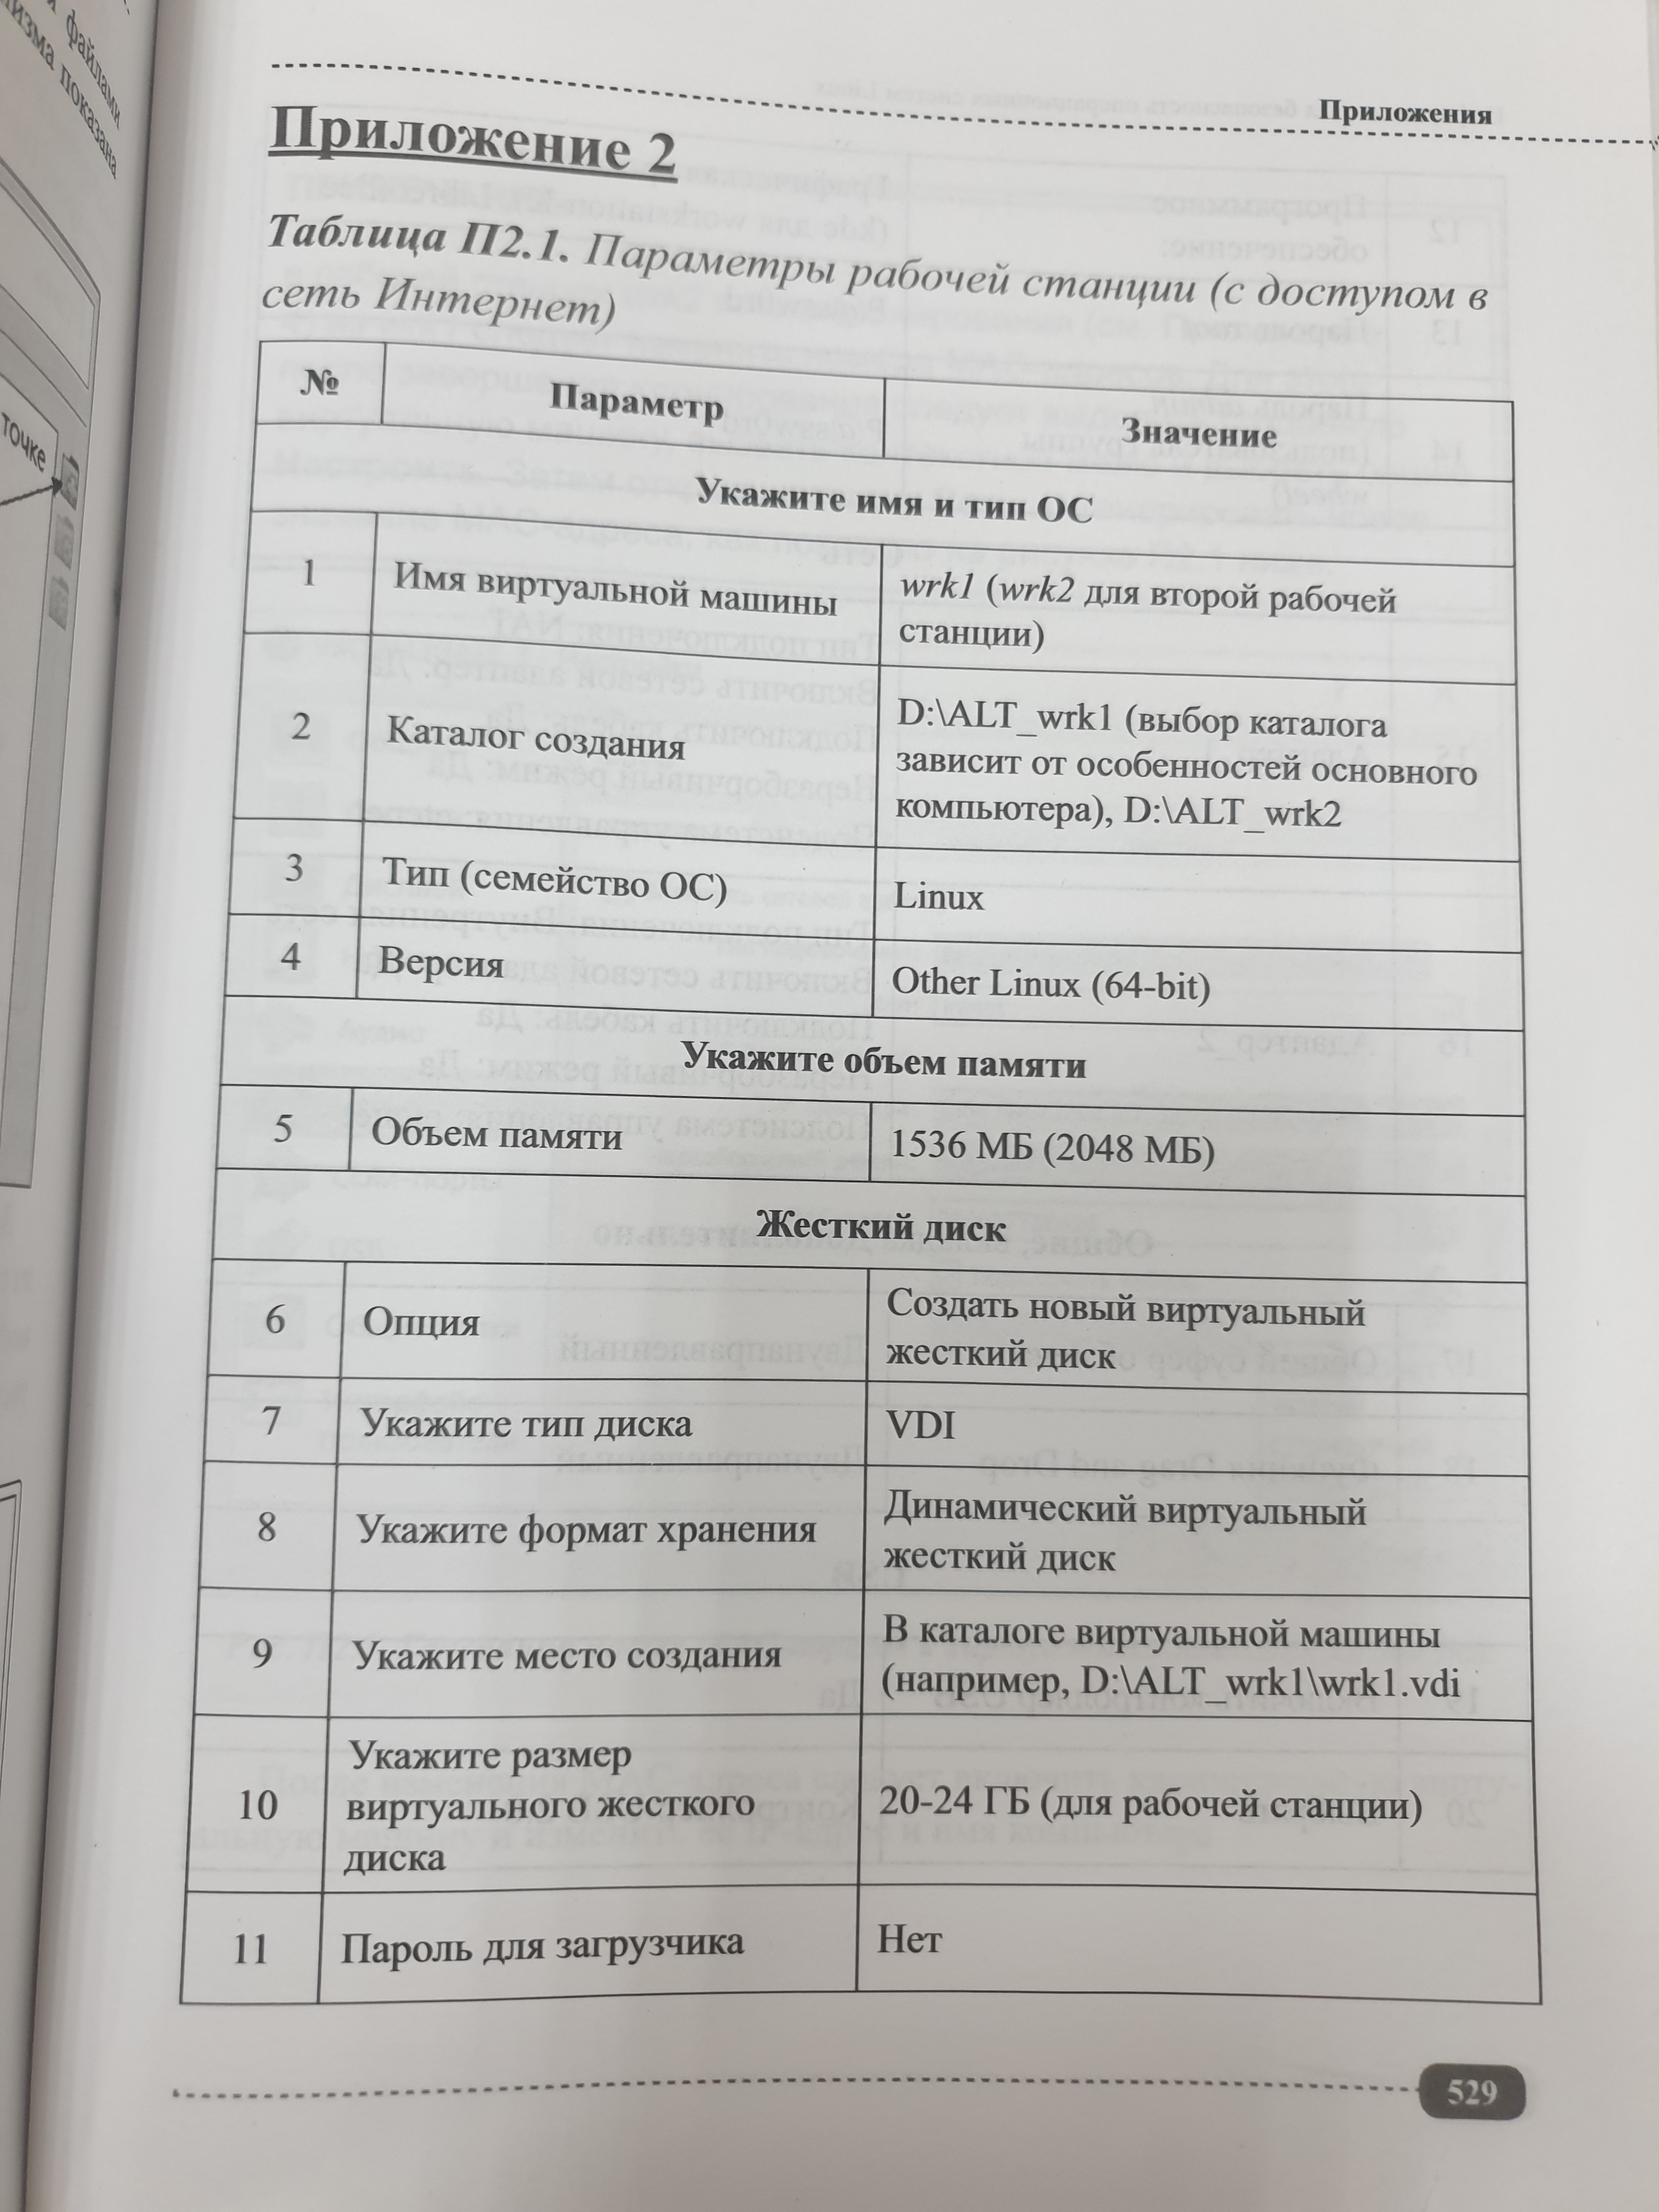 файлами
показана
точке
Приложения
Приложение 2
Таблица П2.1. Параметры рабочей станции (с доступом в
сеть Интернет)
№ Параметр Значение
Укажите имя и тип ОС
1 Имя виртуальной машины wrk1 (wrk2 для второй рабочей
станции)
2 Каталог создания D:\ALT_wrk1 (выбор каталога
зависит от особенностей основного
компьютера), D:\ALT_wrk2
3 Тип (семейство ОС) Linux
4 Версия Other Linux (64-bit)
Укажите объем памяти
5 Объем памяти 1536 МБ (2048 МБ)
Жесткий диск
6 Опция Создать новый виртуальный
жесткий диск
7 Укажите тип диска VDI
8 Укажите формат хранения Динамический виртуальный
жесткий диск
9 Укажите место создания В каталоге виртуальной машины
(например, D:\ALT_wrk1\wrk1.vdi
10 Укажите размер
виртуального жесткого
диска 20-24 ГБ (для рабочей станции)
11 Пароль для загрузчика Нет
529